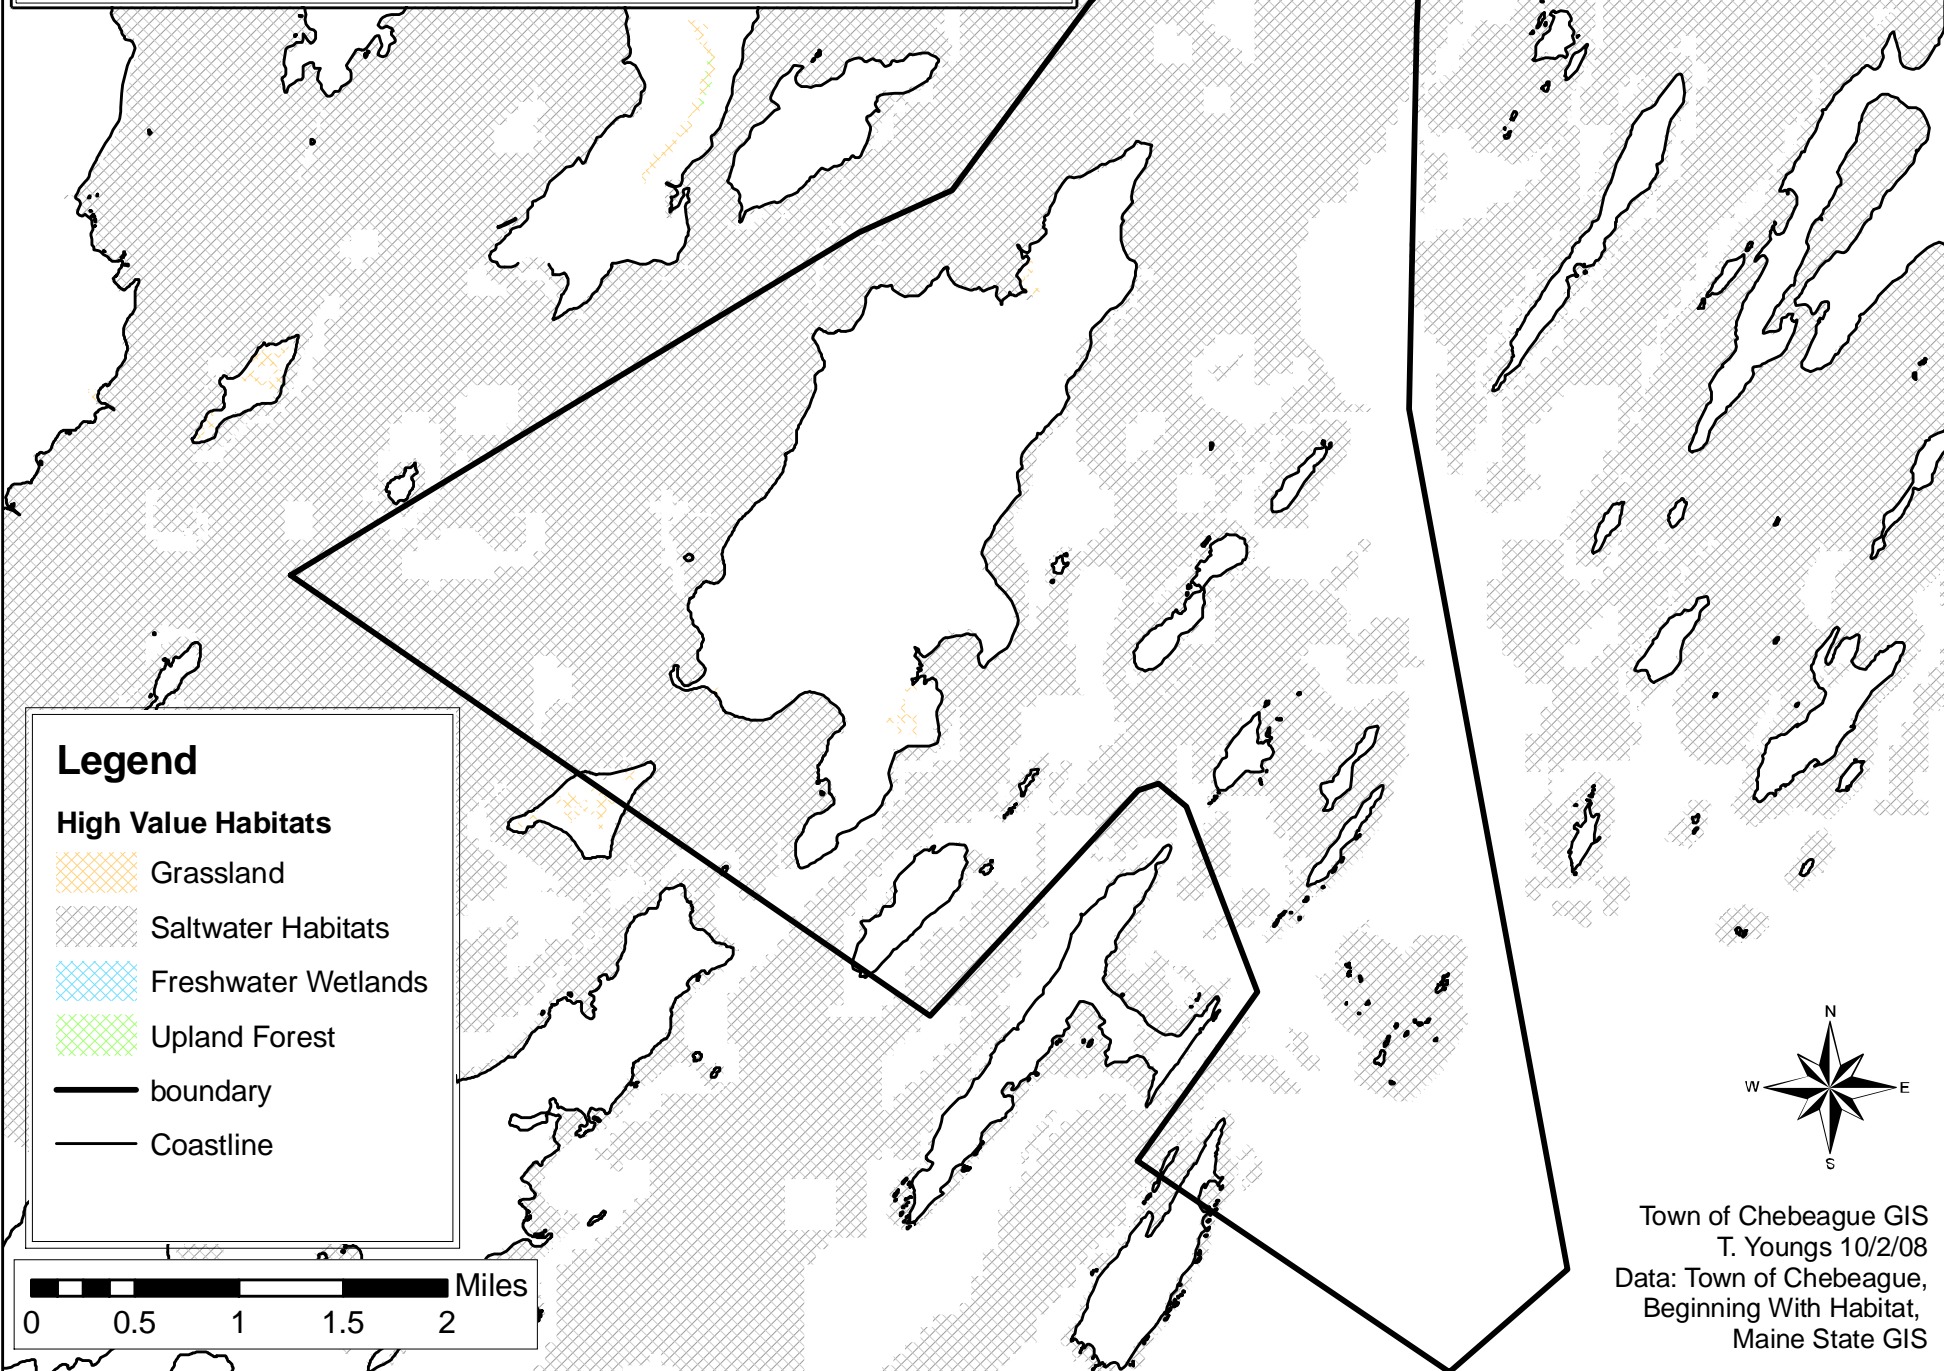 Legend
High Value Habitats
Grassland
Saltwater Habitats
Freshwater Wetlands
Upland Forest
boundary
Coastline
Miles
0 0.5 1 1.5 2
N
W E
S
Town of Chebeague GIS
T. Youngs 10/2/08
Data: Town of Chebeague,
Beginning With Habitat,
Maine State GIS